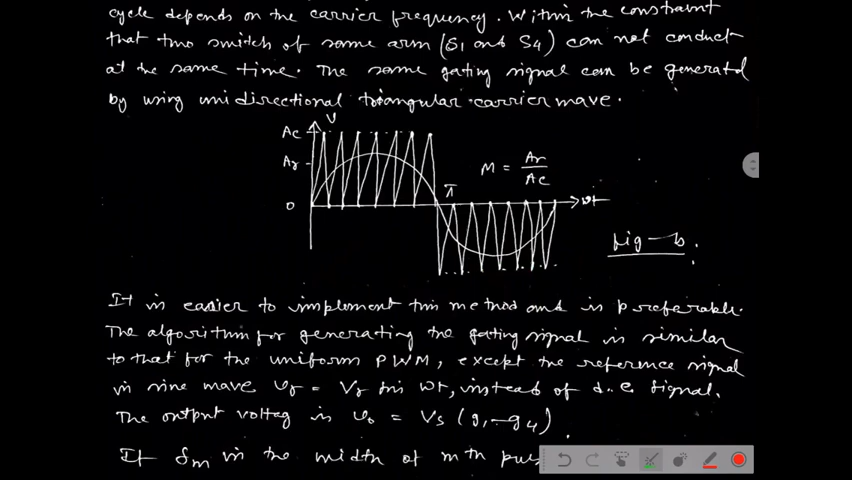 cycle depends on the carrier frequency. Within the constraint
that two switch of same arm (S1 and S4) can not conduct
at the same time. The same gating signal can be generated
by using unidirectional triangular carrier wave.
V
Ac
Ar
0
M = Ar/Ac
π
wt
fig-b.
It is easier to implement this method and is preferable.
The algorithm for generating the gating signal is similar
to that for the uniform PWM, except the reference signal
is sine wave vr = Vr sin wt, instead of d.c signal.
The output voltag is vo = Vs (g1 - g4)
If δm is the width of mth pul